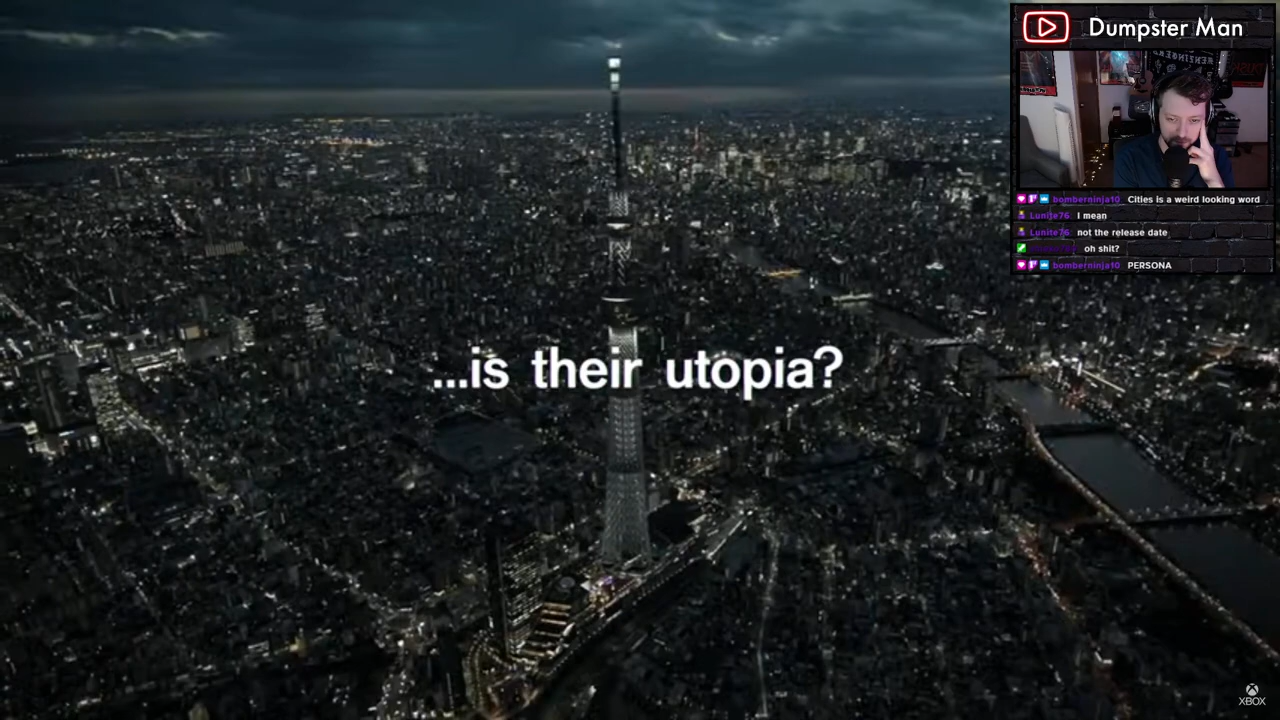 Dumpster Man
bomberninja10 Cities is a weird looking word
Lunite76 I mean
Lunite76 not the release date
oh shit?
bomberninja10 PERSONA
...is their utopia?
XBOX